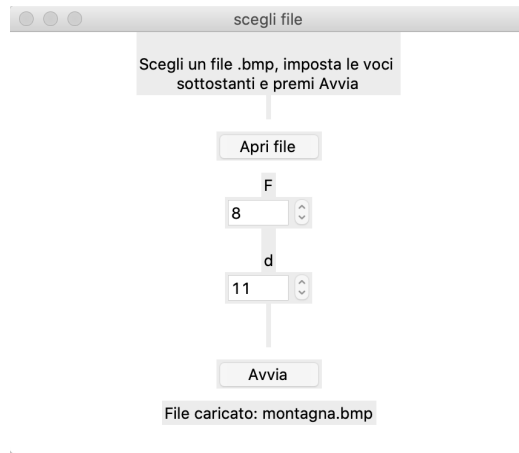 scegli file
Scegli un file .bmp, imposta le voci
sottostanti e premi Avvia
Apri file
F
8
d
11
Avvia
File caricato: montagna.bmp